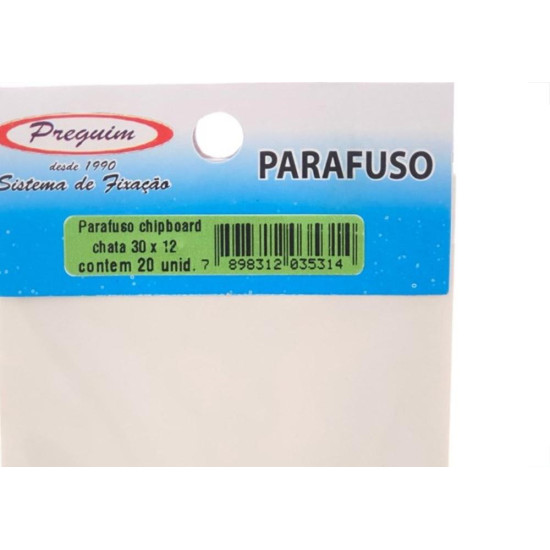 Preguim
desde 1990
Sistema de Fixação
PARAFUSO
Parafuso chipboard
chata 30 x 12
contem 20 unid.
7 898312 035314